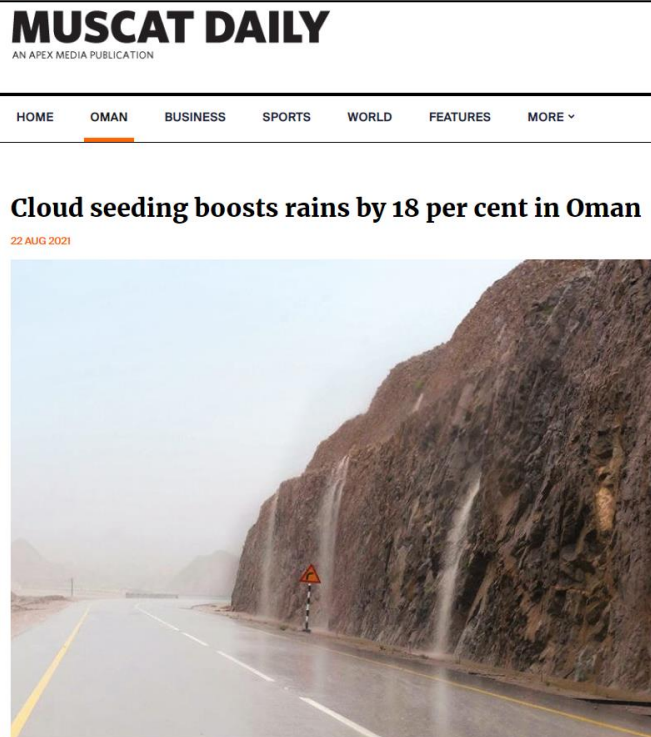 MUSCAT DAILY
AN APEX MEDIA PUBLICATION
HOME OMAN BUSINESS SPORTS WORLD FEATURES MORE
Cloud seeding boosts rains by 18 per cent in Oman
22 AUG 2021